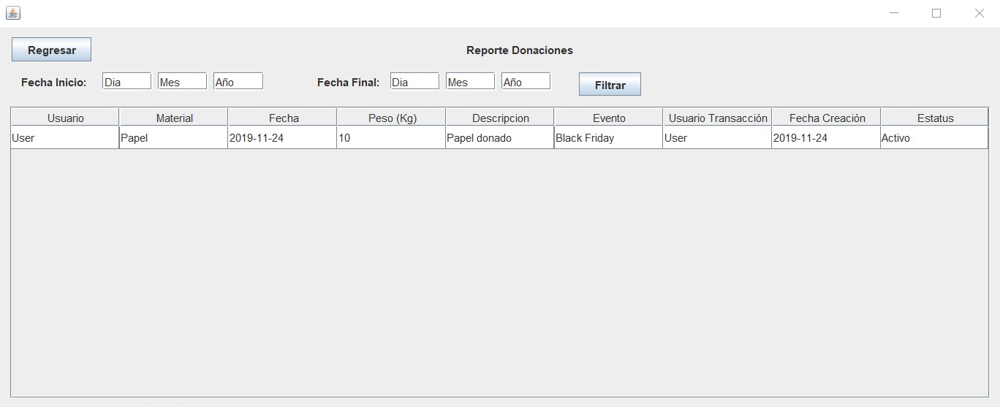 Regresar Reporte Donaciones
Fecha Inicio: Dia Mes Año Fecha Final: Dia Mes Año Filtrar
Usuario Material Fecha Peso (Kg) Descripcion Evento Usuario Transacción Fecha Creación Estatus
User Papel 2019-11-24 10 Papel donado Black Friday User 2019-11-24 Activo